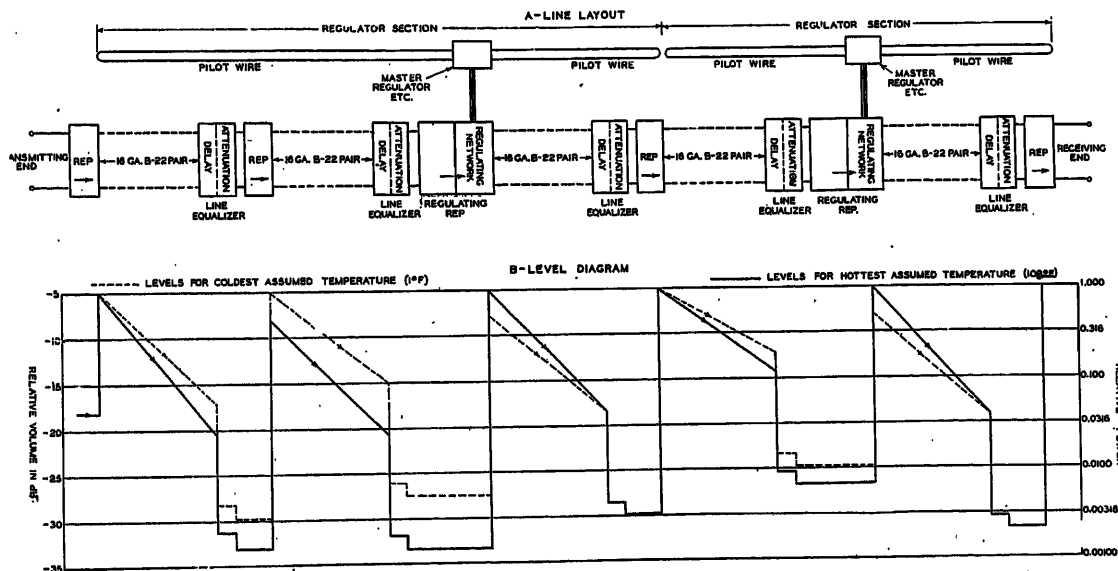 A-LINE LAYOUT
REGULATOR SECTION
REGULATOR SECTION
PILOT WIRE
PILOT WIRE
PILOT WIRE
PILOT WIRE
MASTER
REGULATOR
ETC.
MASTER
REGULATOR
ETC.
ANSMITTING
END
REP
16 GA. B-22 PAIR
DELAY
ATTENUATION
REP
16 GA. B-22 PAIR
DELAY
ATTENUATION
REGULATING
NETWORK
16 GA. B-22 PAIR
DELAY
ATTENUATION
REP
16 GA. B-22 PAIR
DELAY
ATTENUATION
REGULATING
NETWORK
16 GA. B-22 PAIR
DELAY
ATTENUATION
REP
RECEIVING
END
LINE
EQUALIZER
LINE
EQUALIZER
REGULATING
REP
LINE
EQUALIZER
LINE
EQUALIZER
REGULATING
REP.
LINE
EQUALIZER
B-LEVEL DIAGRAM
LEVELS FOR COLDEST ASSUMED TEMPERATURE (1°F)
LEVELS FOR HOTTEST ASSUMED TEMPERATURE
RELATIVE VOLUME IN
-5
-10
-15
-20
-25
-30
-35
1.000
0.316
0.100
0.0316
0.0100
0.00316
0.00100